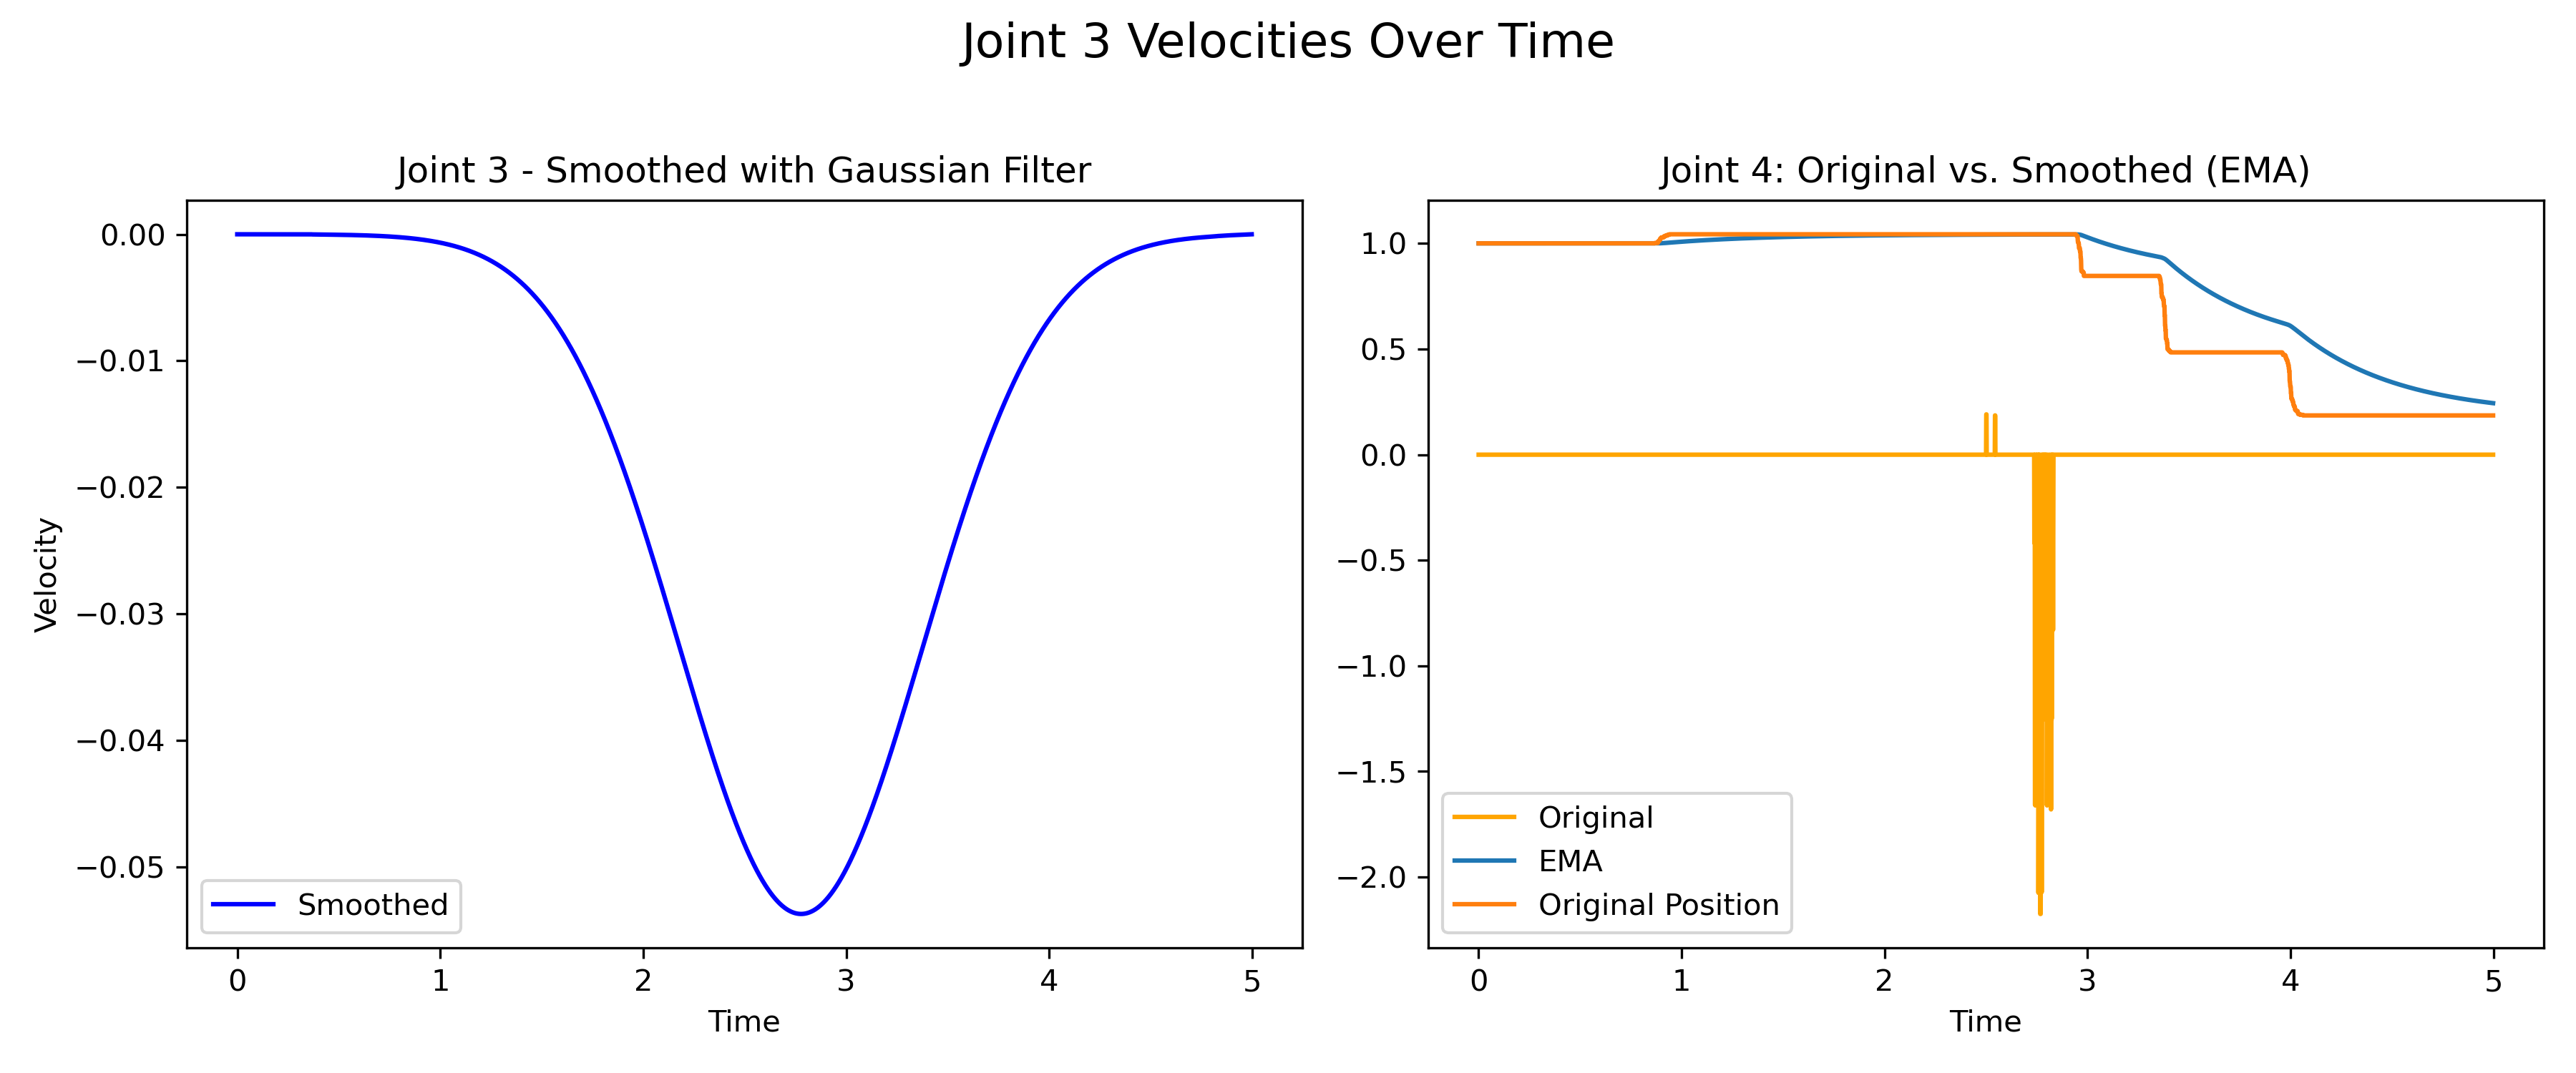 Joint 3 Velocities Over Time
Joint 3 - Smoothed with Gaussian Filter
0.00
−0.01
−0.02
−0.03
−0.04
−0.05
Velocity
Smoothed
0
1
2
3
4
5
Time
Joint 4: Original vs. Smoothed (EMA)
1.0
0.5
0.0
−0.5
−1.0
−1.5
−2.0
Original
EMA
Original Position
0
1
2
3
4
5
Time